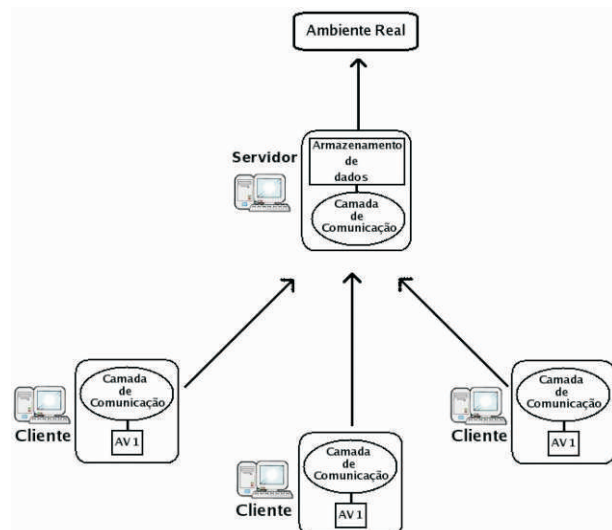 Ambiente Real
Servidor
Armazenamento
de
dados
Camada
de
Comunicação
Camada
de
Comunicação
AV 1
Cliente
Camada
de
Comunicação
AV 1
Cliente
Camada
de
Comunicação
AV 1
Cliente